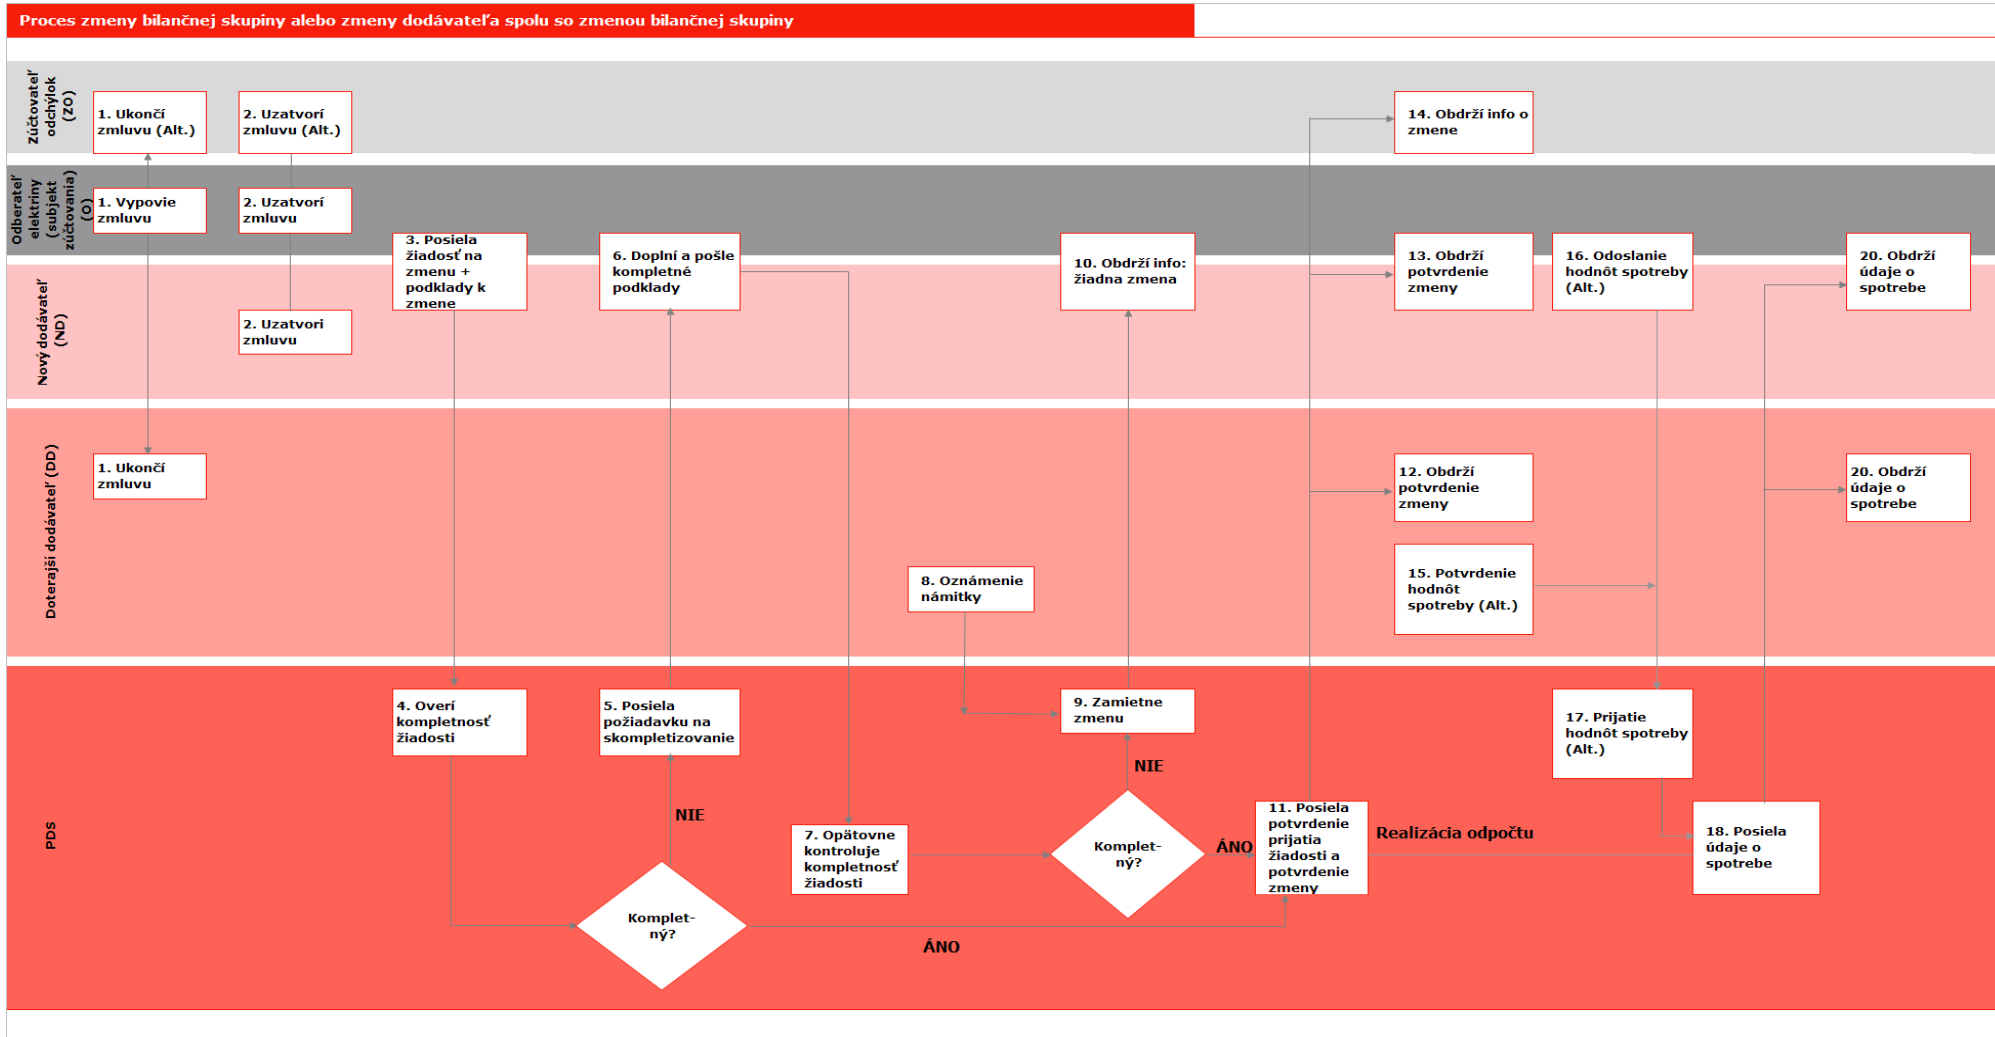 Proces zmeny bilančnej skupiny alebo zmeny dodávateľa spolu so zmenou bilančnej skupiny
Zúčtovateľ
odchýlok
(ZO)
1. Ukončí
zmluvu (Alt.)
2. Uzatvorí
zmluvu (Alt.)
14. Obdrží info o
zmene
Odberateľ
elektriny
(subjekt
zúčtovania)
(O)
1. Vypovie
zmluvu
2. Uzatvorí
zmluvu
3. Posiela
žiadosť na
zmenu +
podklady k
zmene
6. Doplní a pošle
kompletné
podklady
10. Obdrží info:
žiadna zmena
13. Obdrží
potvrdenie
zmeny
16. Odoslanie
hodnôt spotreby
(Alt.)
20. Obdrží
údaje o
spotrebe
Nový dodávateľ
(ND)
2. Uzatvori
zmluvu
Doterajší dodávateľ (DD)
1. Ukončí
zmluvu
12. Obdrží
potvrdenie
zmeny
20. Obdrží
údaje o
spotrebe
8. Oznámenie
námitky
15. Potvrdenie
hodnôt
spotreby (Alt.)
PDS
4. Overí
kompletnosť
žiadosti
5. Posiela
požiadavku na
skompletizovanie
9. Zamietne
zmenu
17. Prijatie
hodnôt spotreby
(Alt.)
NIE
NIE
7. Opätovne
kontroluje
kompletnosť
žiadosti
Komplet-
ný?
ÁNO
11. Posiela
potvrdenie
prijatia
žiadosti a
potvrdenie
zmeny
Realizácia odpočtu
18. Posiela
údaje o
spotrebe
Komplet-
ný?
ÁNO